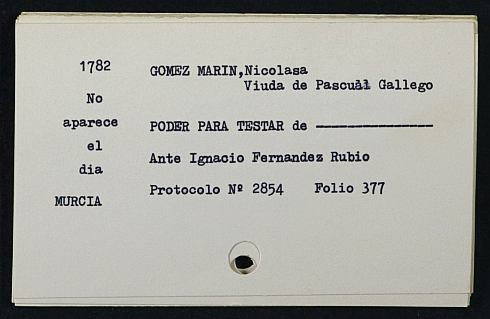 1782
No
aparece
el
dia
MURCIA
GOMEZ MARIN,Nicolasa
Viuda de Pascual Gallego
PODER PARA TESTAR de ---------------
Ante Ignacio Fernandez Rubio
Protocolo Nº 2854 Folio 377